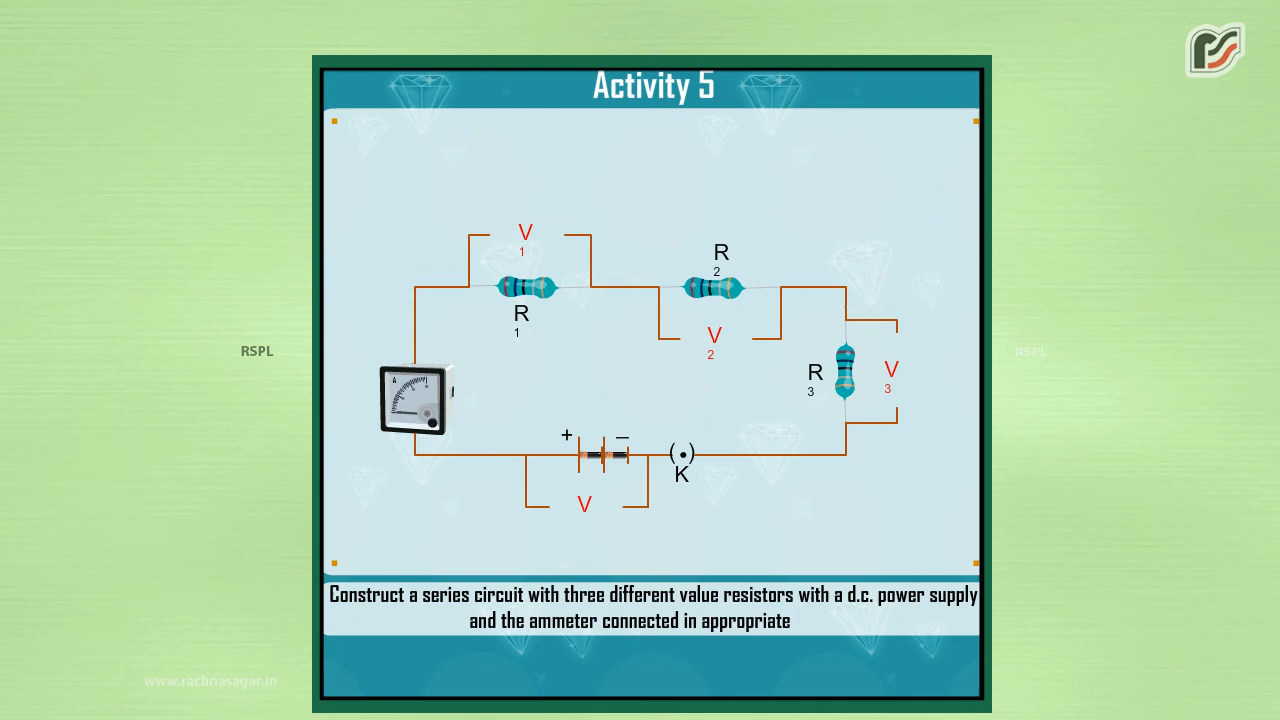 Activity 5
V
1
R
2
R
1
V
2
RSPL
RSPL
R
3
V
3
A
+
–
(•)
K
V
Construct a series circuit with three different value resistors with a d.c. power supply
and the ammeter connected in appropriate
www.rachnasagar.in